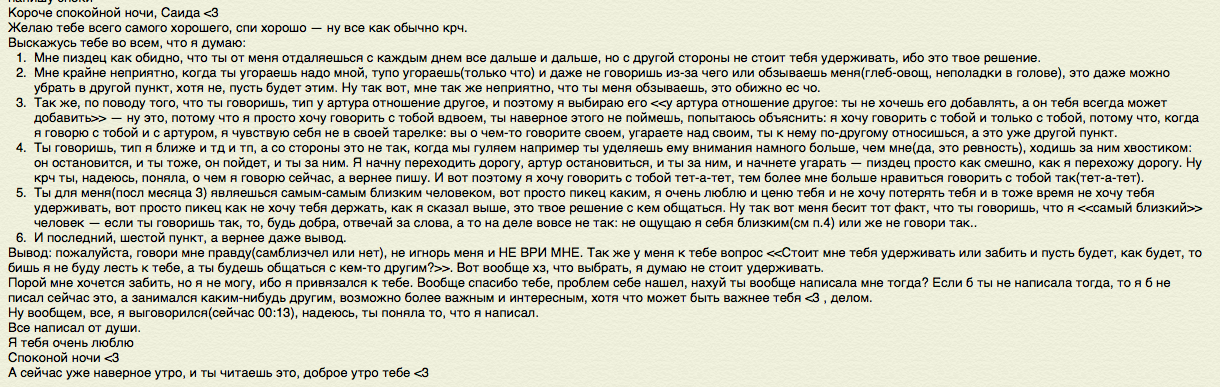 Короче спокойной ночи, Саида <3
Желаю тебе всего самого хорошего, спи хорошо — ну все как обычно крч.
Выскажусь тебе во всем, что я думаю:
1. Мне пиздец как обидно, что ты от меня отдаляешься с каждым днем все дальше и дальше, но с другой стороны не стоит тебя удерживать, ибо это твое решение.
2. Мне крайне неприятно, когда ты угораешь надо мной, тупо угораешь(только что) и даже не говоришь из-за чего или обзываешь меня(глеб-овощ, неполадки в голове), это даже можно
убрать в другой пункт, хотя не, пусть будет этим. Ну так вот, мне так же неприятно, что ты меня обзываешь, это обижно ес чо.
3. Так же, по поводу того, что ты говоришь, тип у артура отношение другое, и поэтому я выбираю его <<у артура отношение другое: ты не хочешь его добавлять, а он тебя всегда может
добавить>> — ну это, потому что я просто хочу говорить с тобой вдвоем, ты наверное этого не поймешь, попытаюсь объяснить: я хочу говорить с тобой и только с тобой, потому что, когда
я говорю с тобой и с артуром, я чувствую себя не в своей тарелке: вы о чем-то говорите своем, угараете над своим, ты к нему по-другому относишься, а это уже другой пункт.
4. Ты говоришь, тип я ближе и тд и тп, а со стороны это не так, когда мы гуляем например ты уделяешь ему внимания намного больше, чем мне(да, это ревность), ходишь за ним хвостиком:
он остановится, и ты тоже, он пойдет, и ты за ним. Я начну переходить дорогу, артур остановиться, и ты за ним, и начнете угарать — пиздец просто как смешно, как я перехожу дорогу. Ну
крч ты, надеюсь, поняла, о чем я говорю сейчас, а вернее пишу. И вот поэтому я хочу говорить с тобой тет-а-тет, тем более мне больше нравиться говорить с тобой так(тет-а-тет).
5. Ты для меня(посл месяца 3) являешься самым-самым близким человеком, вот просто пикец каким, я очень люблю и ценю тебя и не хочу потерять тебя и в тоже время не хочу тебя
удерживать, вот просто пикец как не хочу тебя держать, как я сказал выше, это твое решение с кем общаться. Ну так вот меня бесит тот факт, что ты говоришь, что я <<самый близкий>>
человек — если ты говоришь так, то, будь добра, отвечай за слова, а то на деле вовсе не так: не ощущаю я себя близким(см п.4) или же не говори так..
6. И последний, шестой пункт, а вернее даже вывод.
Вывод: пожалуйста, говори мне правду(самблизчел или нет), не игнорь меня и НЕ ВРИ МНЕ. Так же у меня к тебе вопрос <<Стоит мне тебя удерживать или забить и пусть будет, как будет, то
бишь я не буду лесть к тебе, а ты будешь общаться с кем-то другим?>>. Вот вообще хз, что выбрать, я думаю не стоит удерживать.
Порой мне хочется забить, но я не могу, ибо я привязался к тебе. Вообще спасибо тебе, проблем себе нашел, нахуй ты вообще написала мне тогда? Если б ты не написала тогда, то я б не
писал сейчас это, а занимался каким-нибудь другим, возможно более важным и интересным, хотя что может быть важнее тебя <3 , делом.
Ну вообщем, все, я выговорился(сейчас 00:13), надеюсь, ты поняла то, что я написал.
Все написал от души.
Я тебя очень люблю
Споконой ночи <3
А сейчас уже наверное утро, и ты читаешь это, доброе утро тебе <3